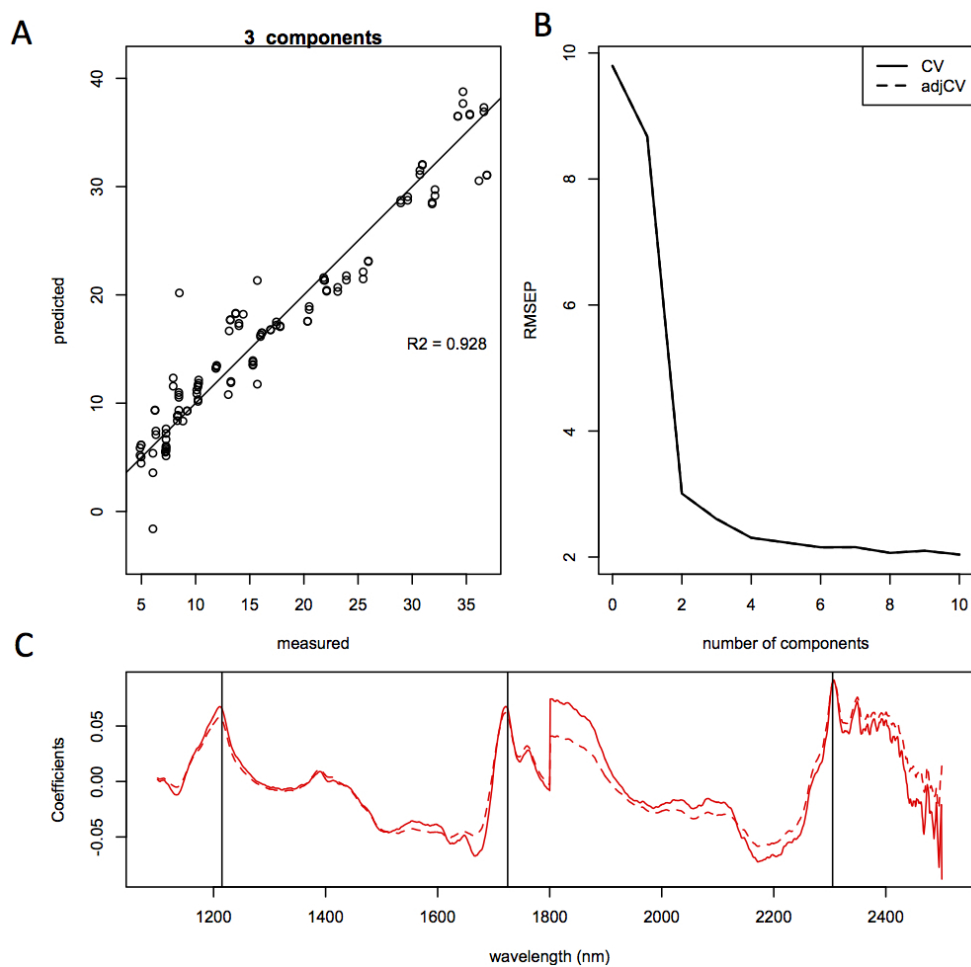 A
3 components
predicted
40
30
20
10
0
R2 = 0.928
5 10 15 20 25 30 35
measured
B
CV
adjCV
RMSEP
10
8
6
4
2
0 2 4 6 8 10
number of components
C
Coefficients
0.05
0.00
-0.05
1200 1400 1600 1800 2000 2200 2400
wavelength (nm)